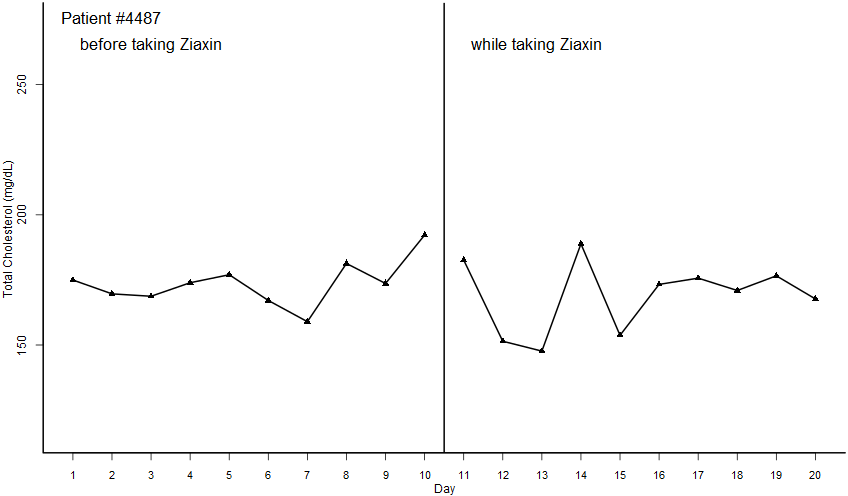 Patient #4487
before taking Ziaxin
while taking Ziaxin
Total Cholesterol (mg/dL)
250
200
150
1 2 3 4 5 6 7 8 9 10 11 12 13 14 15 16 17 18 19 20
Day